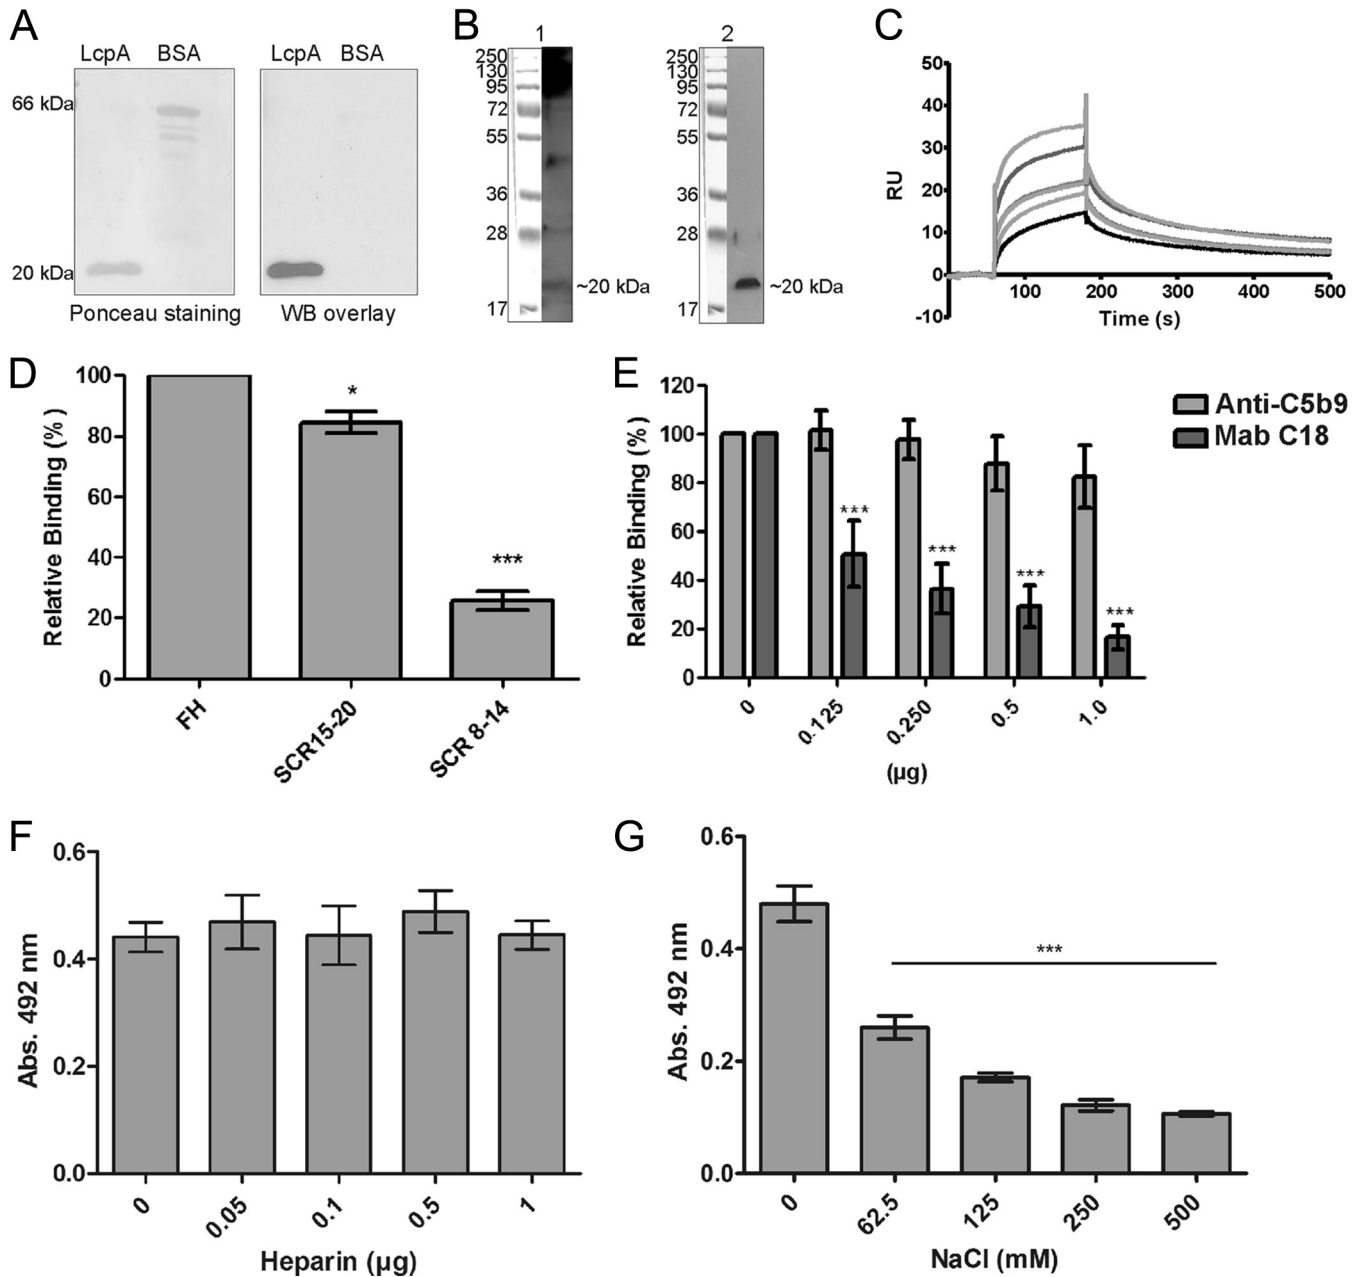 A
LcpA BSA
LcpA BSA
66 kDa
20 kDa
Ponceau staining
WB overlay
B
1
250
130
95
72
55
36
28
17
~20 kDa
2
250
130
95
72
55
36
28
17
~20 kDa
C
RU
50
40
30
20
10
0
-10
100 200 300 400 500
Time (s)
D
Relative Binding (%)
100
80
60
40
20
0
*
***
FH
SCR15-20
SCR 8-14
E
Relative Binding (%)
120
100
80
60
40
20
0
***
***
***
***
0
0.125
0.250
0.5
1.0
(µg)
Anti-C5b9
Mab C18
F
Abs. 492 nm
0.6
0.4
0.2
0.0
0
0.05
0.1
0.5
1
Heparin (µg)
G
Abs. 492 nm
0.6
0.4
0.2
0.0
***
0
62.5
125
250
500
NaCl (mM)